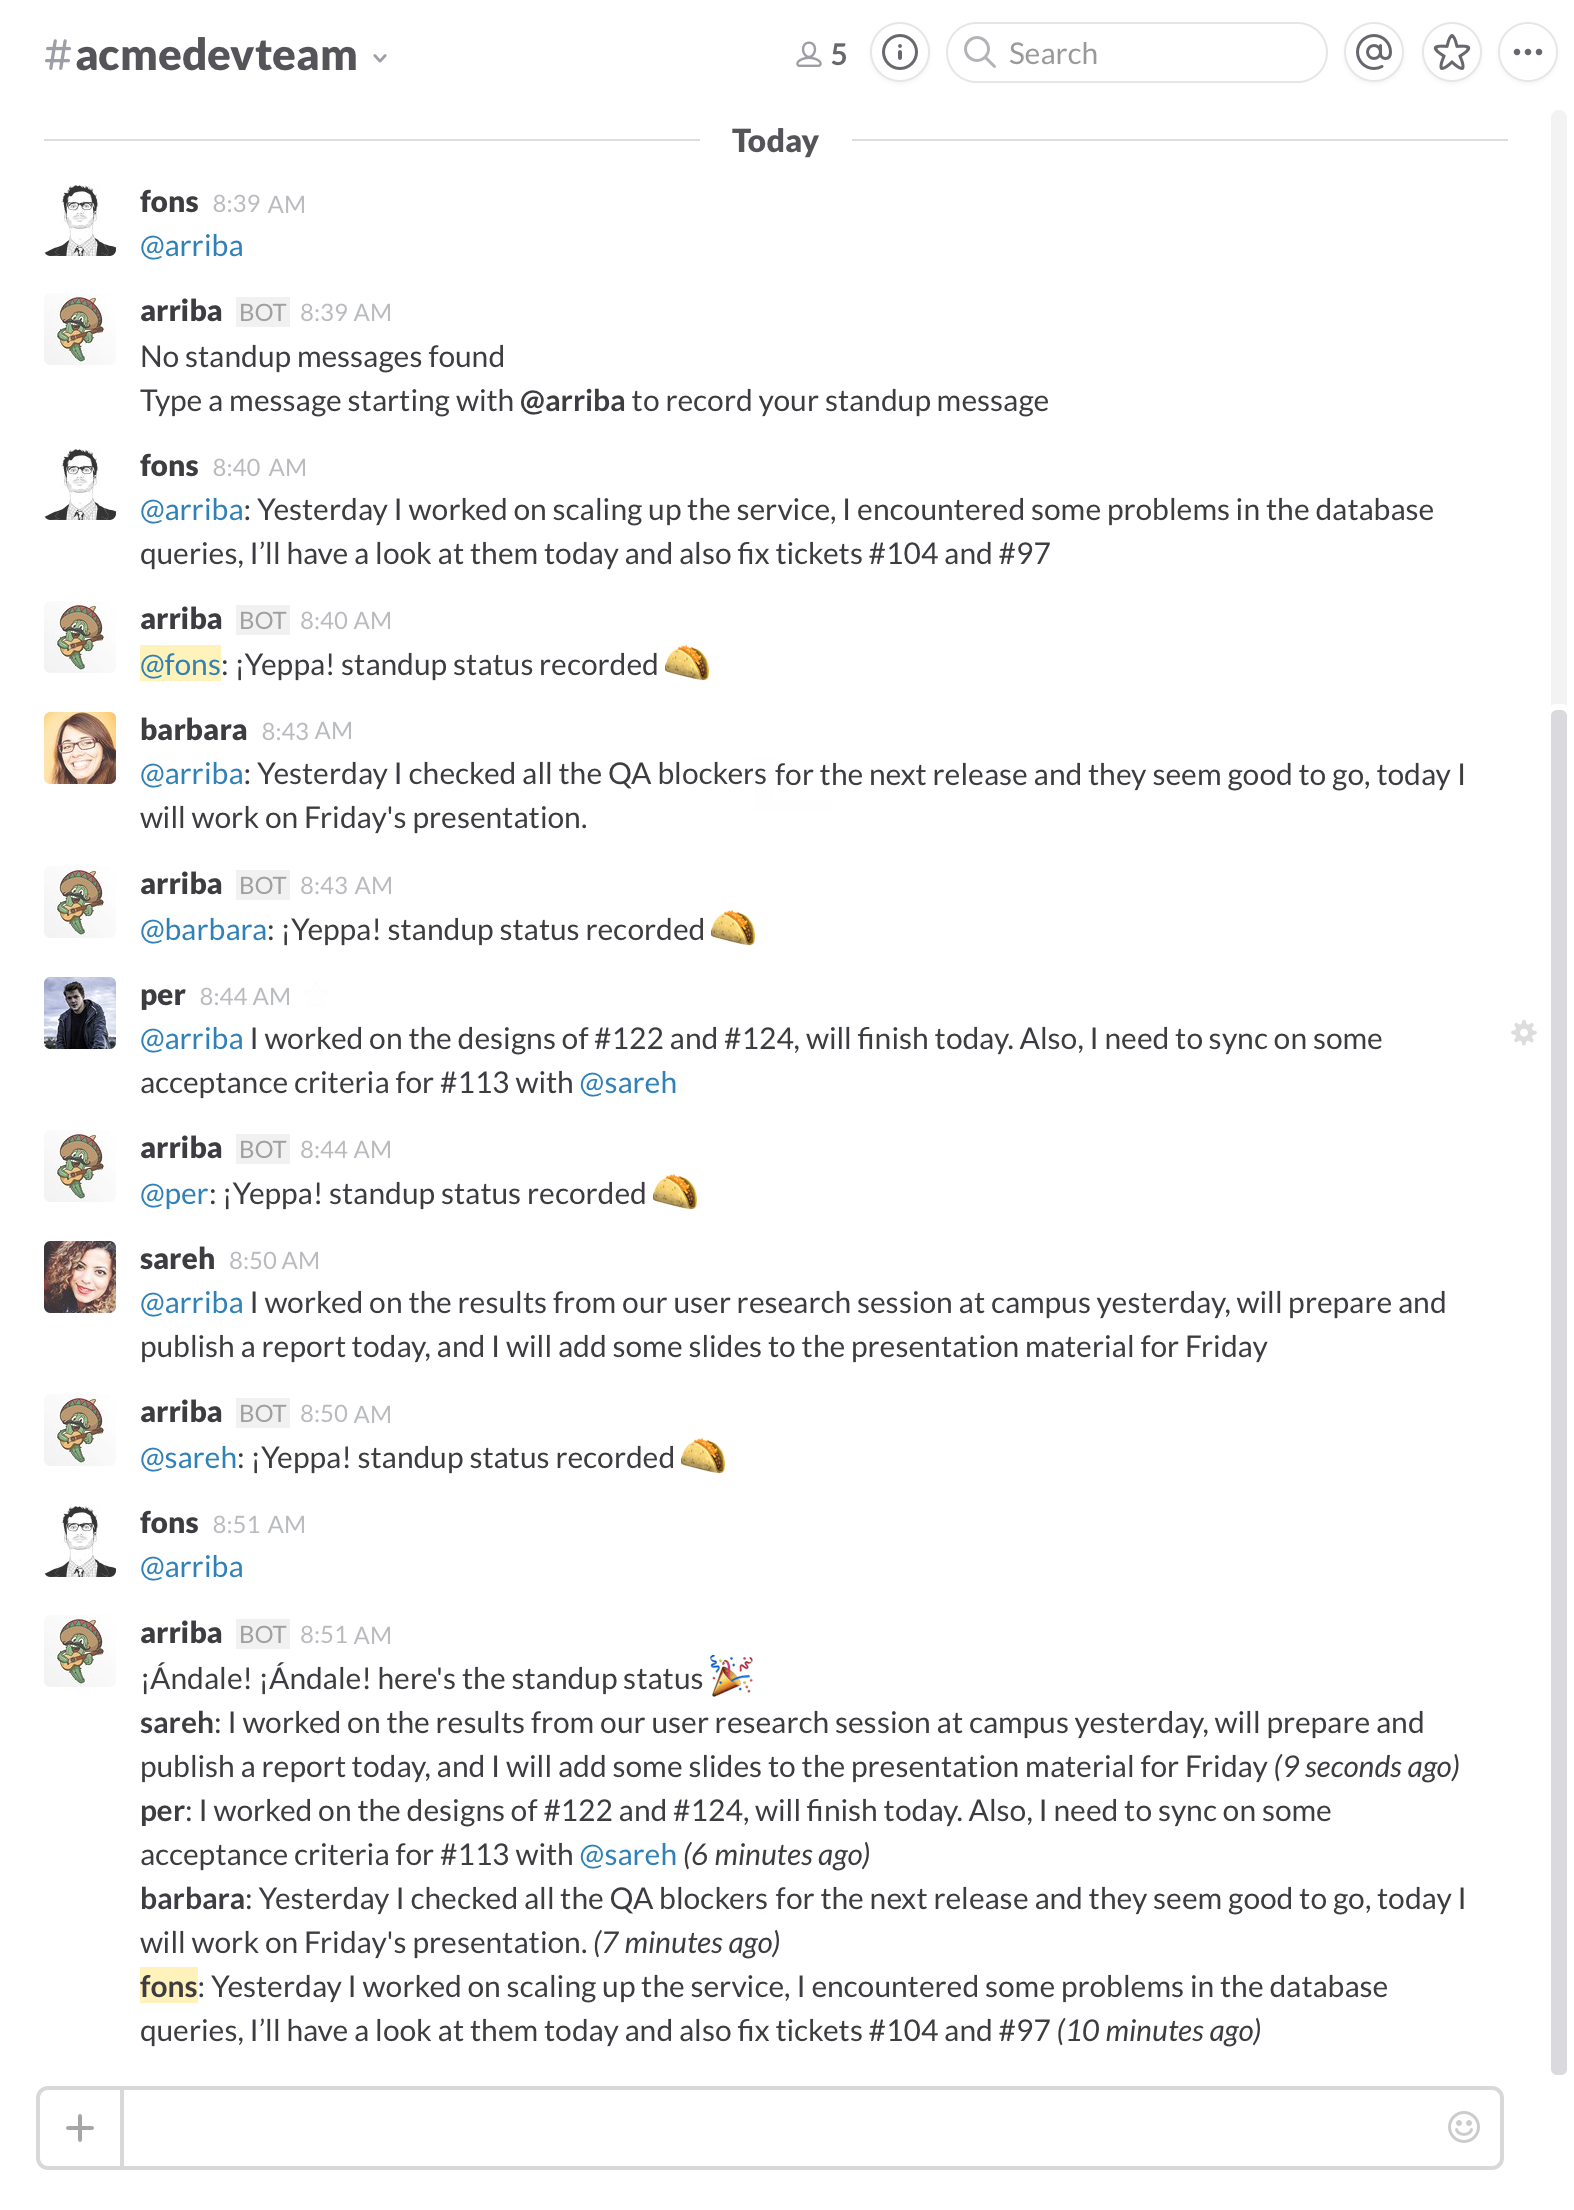 #acmedevteam
5
Search
Today
fons 8:39 AM
@arriba
arriba BOT 8:39 AM
No standup messages found
Type a message starting with @arriba to record your standup message
fons 8:40 AM
@arriba: Yesterday I worked on scaling up the service, I encountered some problems in the database
queries, I’ll have a look at them today and also fix tickets #104 and #97
arriba BOT 8:40 AM
@fons: ¡Yeppa! standup status recorded
barbara 8:43 AM
@arriba: Yesterday I checked all the QA blockers for the next release and they seem good to go, today I
will work on Friday's presentation.
arriba BOT 8:43 AM
@barbara: ¡Yeppa! standup status recorded
per 8:44 AM
@arriba I worked on the designs of #122 and #124, will finish today. Also, I need to sync on some
acceptance criteria for #113 with @sareh
arriba BOT 8:44 AM
@per: ¡Yeppa! standup status recorded
sareh 8:50 AM
@arriba I worked on the results from our user research session at campus yesterday, will prepare and
publish a report today, and I will add some slides to the presentation material for Friday
arriba BOT 8:50 AM
@sareh: ¡Yeppa! standup status recorded
fons 8:51 AM
@arriba
arriba BOT 8:51 AM
¡Ándale! ¡Ándale! here's the standup status
sareh: I worked on the results from our user research session at campus yesterday, will prepare and
publish a report today, and I will add some slides to the presentation material for Friday (9 seconds ago)
per: I worked on the designs of #122 and #124, will finish today. Also, I need to sync on some
acceptance criteria for #113 with @sareh (6 minutes ago)
barbara: Yesterday I checked all the QA blockers for the next release and they seem good to go, today I
will work on Friday's presentation. (7 minutes ago)
fons: Yesterday I worked on scaling up the service, I encountered some problems in the database
queries, I’ll have a look at them today and also fix tickets #104 and #97 (10 minutes ago)